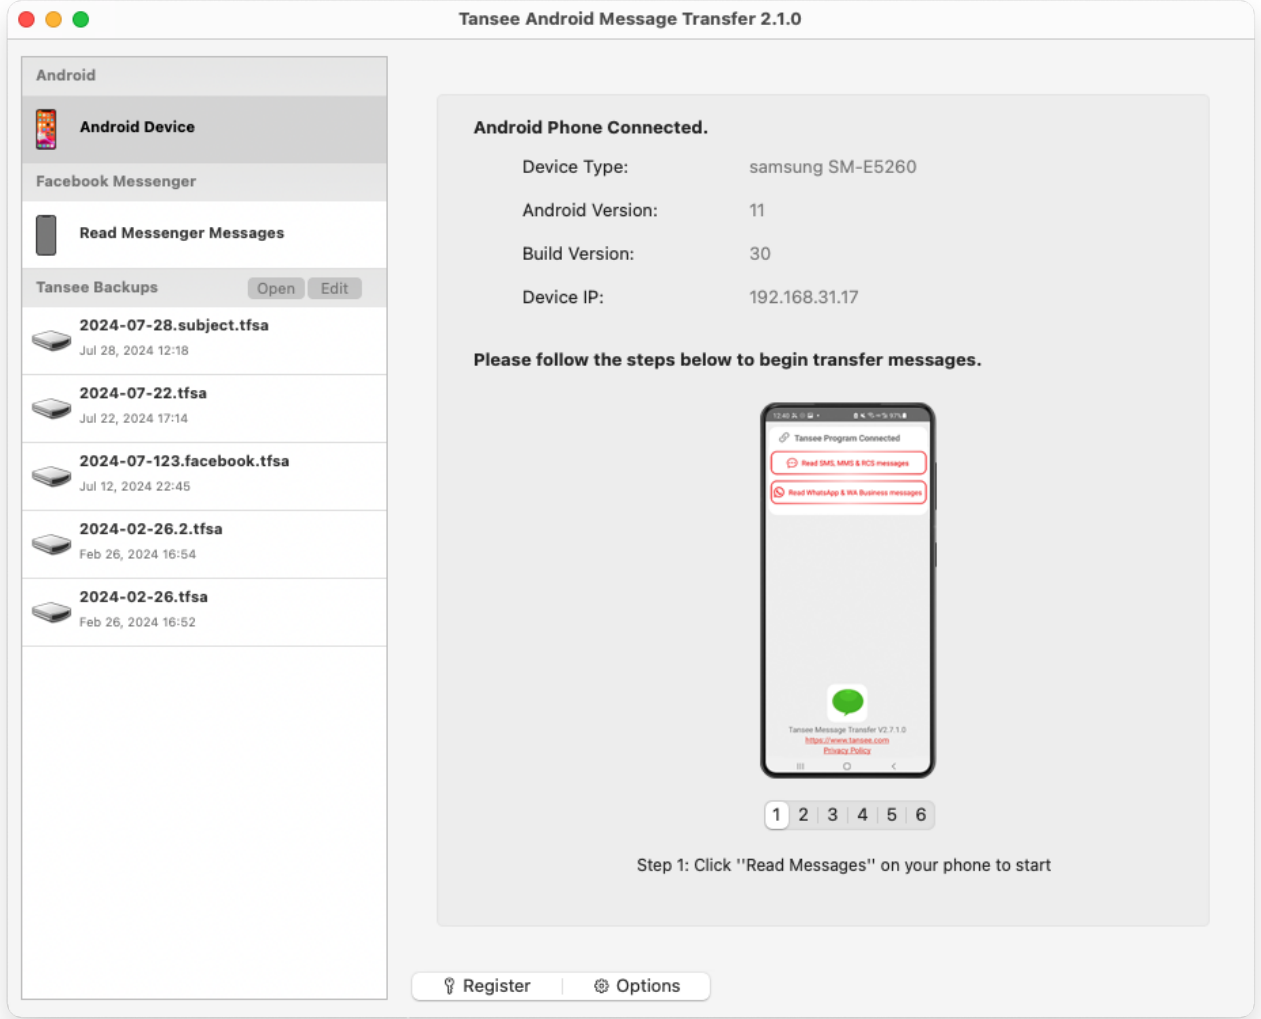 Tansee Android Message Transfer 2.1.0
Android
Android Device
Facebook Messenger
Read Messenger Messages
Tansee Backups
Open
Edit
2024-07-28.subject.tfsa
Jul 28, 2024 12:18
2024-07-22.tfsa
Jul 22, 2024 17:14
2024-07-123.facebook.tfsa
Jul 12, 2024 22:45
2024-02-26.2.tfsa
Feb 26, 2024 16:54
2024-02-26.tfsa
Feb 26, 2024 16:52
Android Phone Connected.
Device Type: samsung SM-E5260
Android Version: 11
Build Version: 30
Device IP: 192.168.31.17
Please follow the steps below to begin transfer messages.
12:40
97%
Tansee Program Connected
Read SMS, MMS & RCS messages
Read WhatsApp & WA Business messages
Tansee Message Transfer V2.7.1.0
https://www.tansee.com
Privacy Policy
1 2 3 4 5 6
Step 1: Click ''Read Messages'' on your phone to start
Register
Options